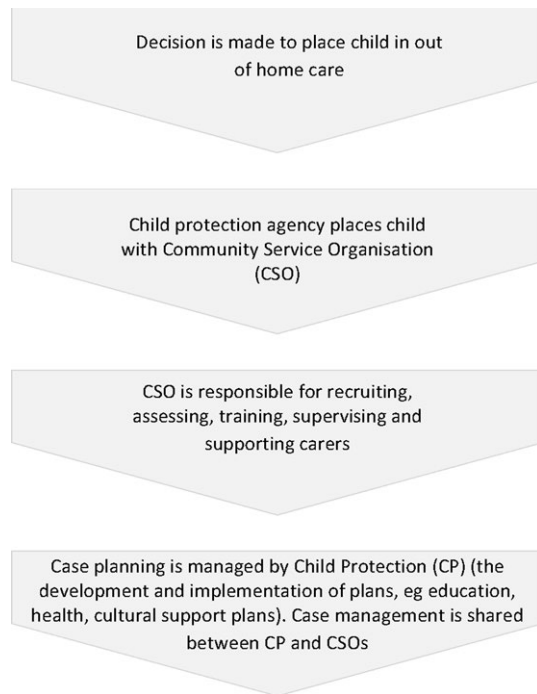 Decision is made to place child in out
of home care
Child protection agency places child
with Community Service Organisation
(CSO)
CSO is responsible for recruiting,
assessing, training, supervising and
supporting carers
Case planning is managed by Child Protection (CP) (the
development and implementation of plans, eg education,
health, cultural support plans). Case management is shared
between CP and CSOs